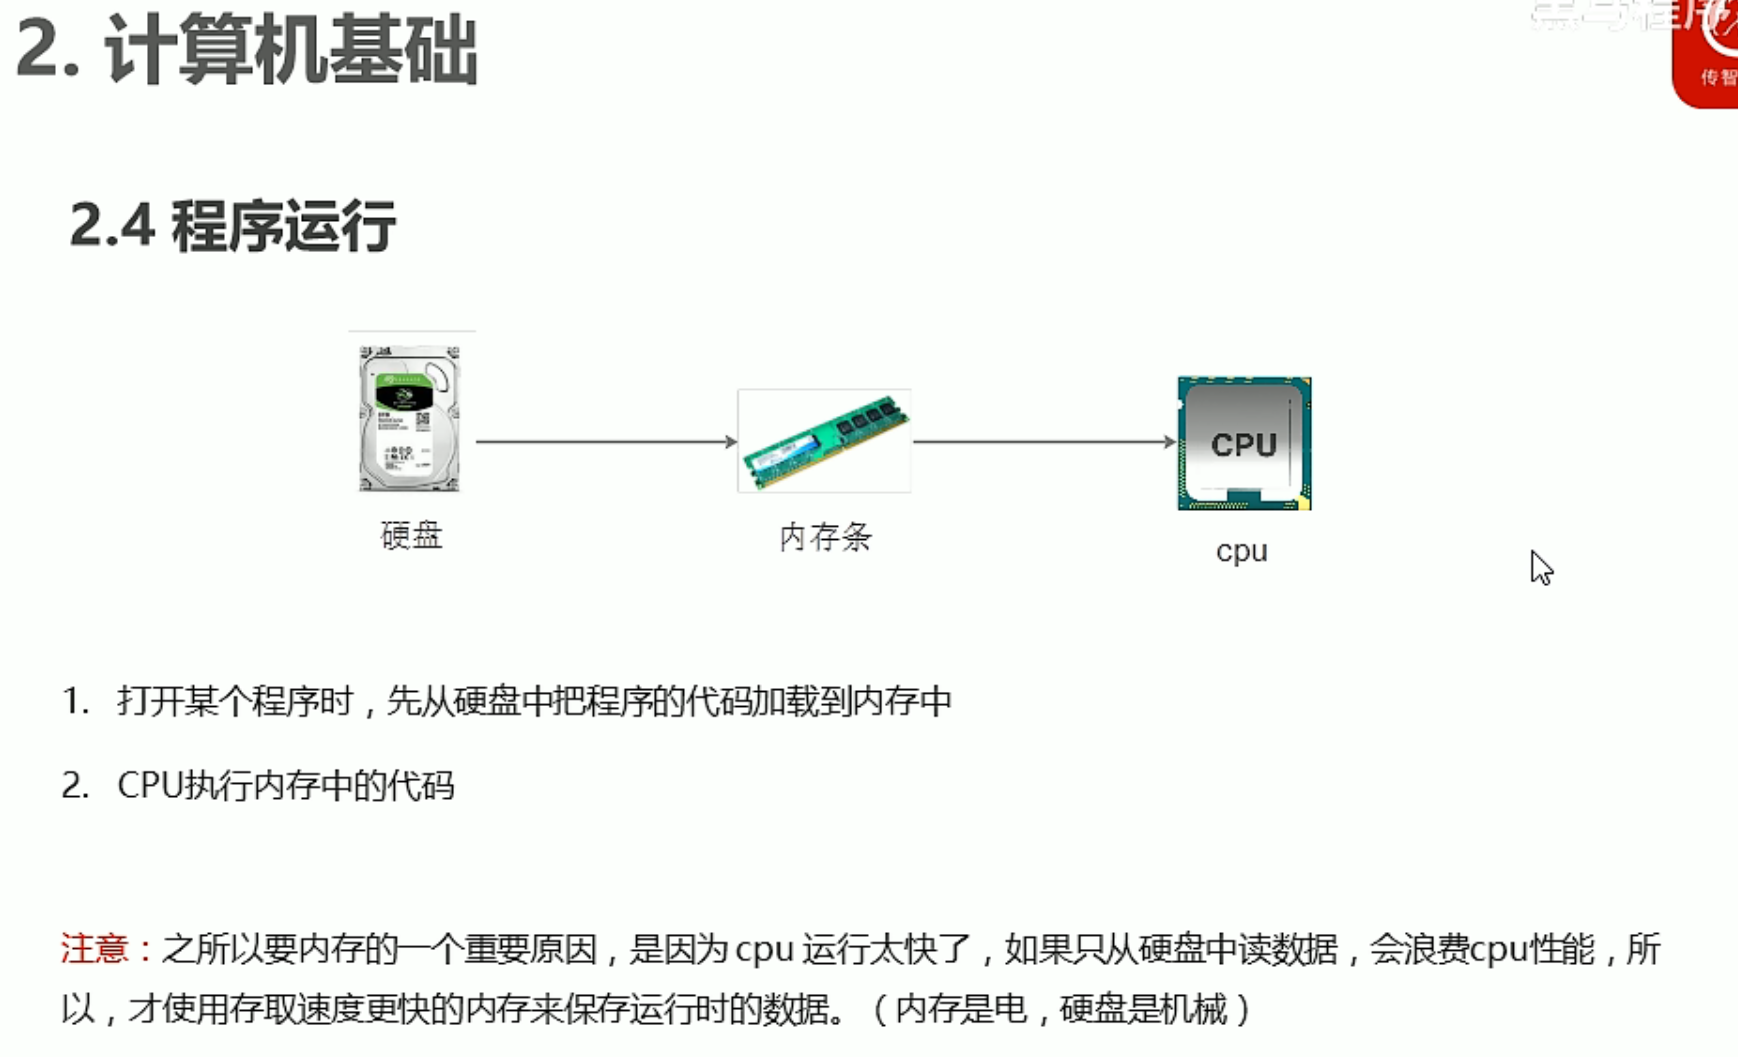 2. 计算机基础
传智
2.4 程序运行
CPU
硬盘
内存条
cpu
1. 打开某个程序时，先从硬盘中把程序的代码加载到内存中
2. CPU执行内存中的代码
注意：之所以要内存的一个重要原因，是因为 cpu 运行太快了，如果只从硬盘中读数据，会浪费cpu性能，所
以，才使用存取速度更快的内存来保存运行时的数据。（内存是电，硬盘是机械）